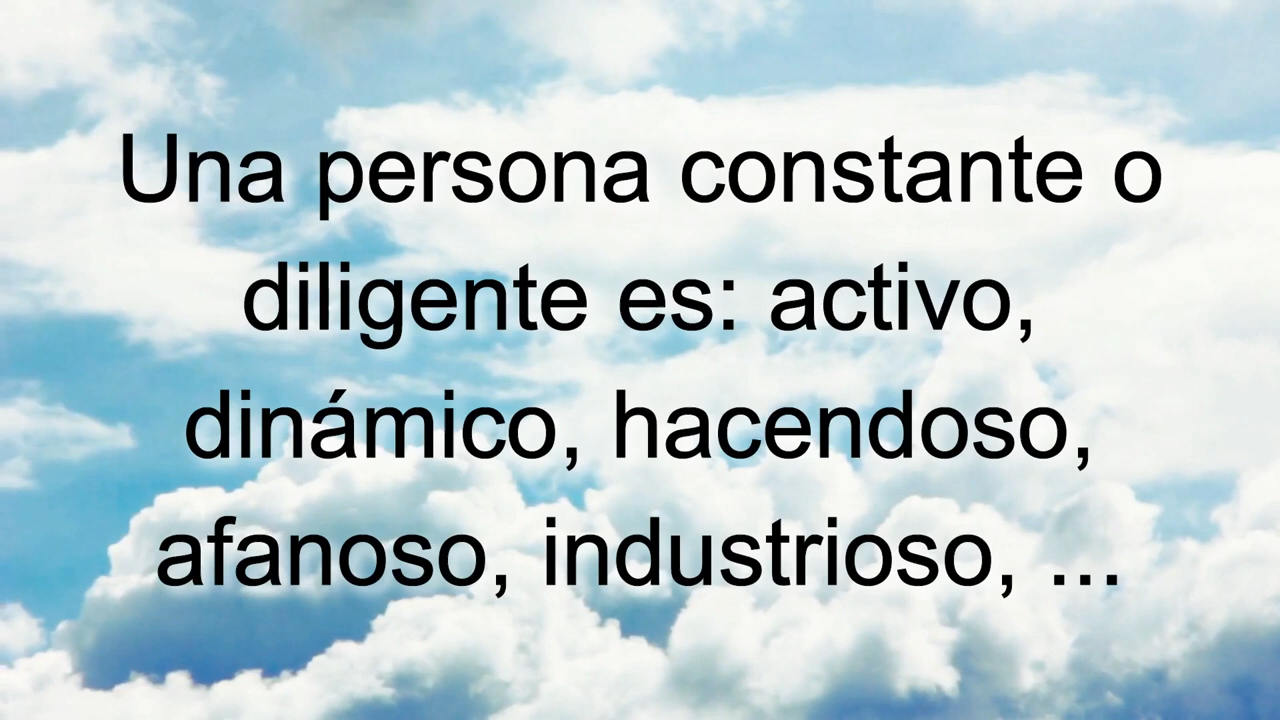 Una persona constante o
diligente es: activo,
dinámico, hacendoso,
afanoso, industrioso, ...